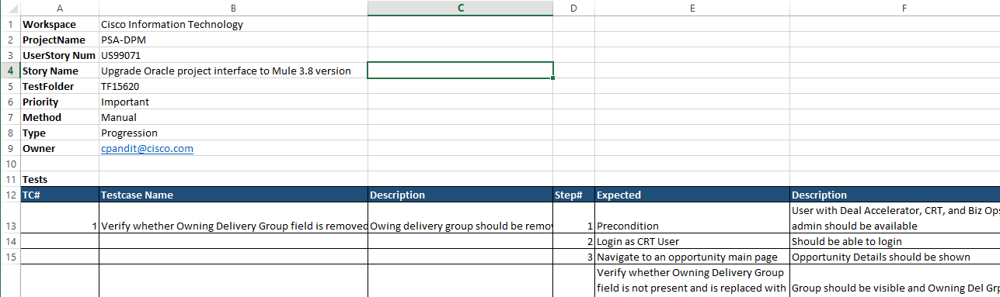 A B C D E F
1 Workspace Cisco Information Technology
2 ProjectName PSA-DPM
3 UserStory Num US99071
4 Story Name Upgrade Oracle project interface to Mule 3.8 version
5 TestFolder TF15620
6 Priority Important
7 Method Manual
8 Type Progression
9 Owner cpandit@cisco.com
10
11 Tests
12 TC# Testcase Name Description Step# Expected Description
User with Deal Accelerator, CRT, and Biz Ops
13 1 Verify whether Owning Delivery Group field is removed Owing delivery group should be remov 1 Precondition admin should be available
14 2 Login as CRT User Should be able to login
15 3 Navigate to an opportunity main page Opportunity Details should be shown
Verify whether Owning Delivery Group
field is not present and is replaced with Group should be visible and Owning Del Grp